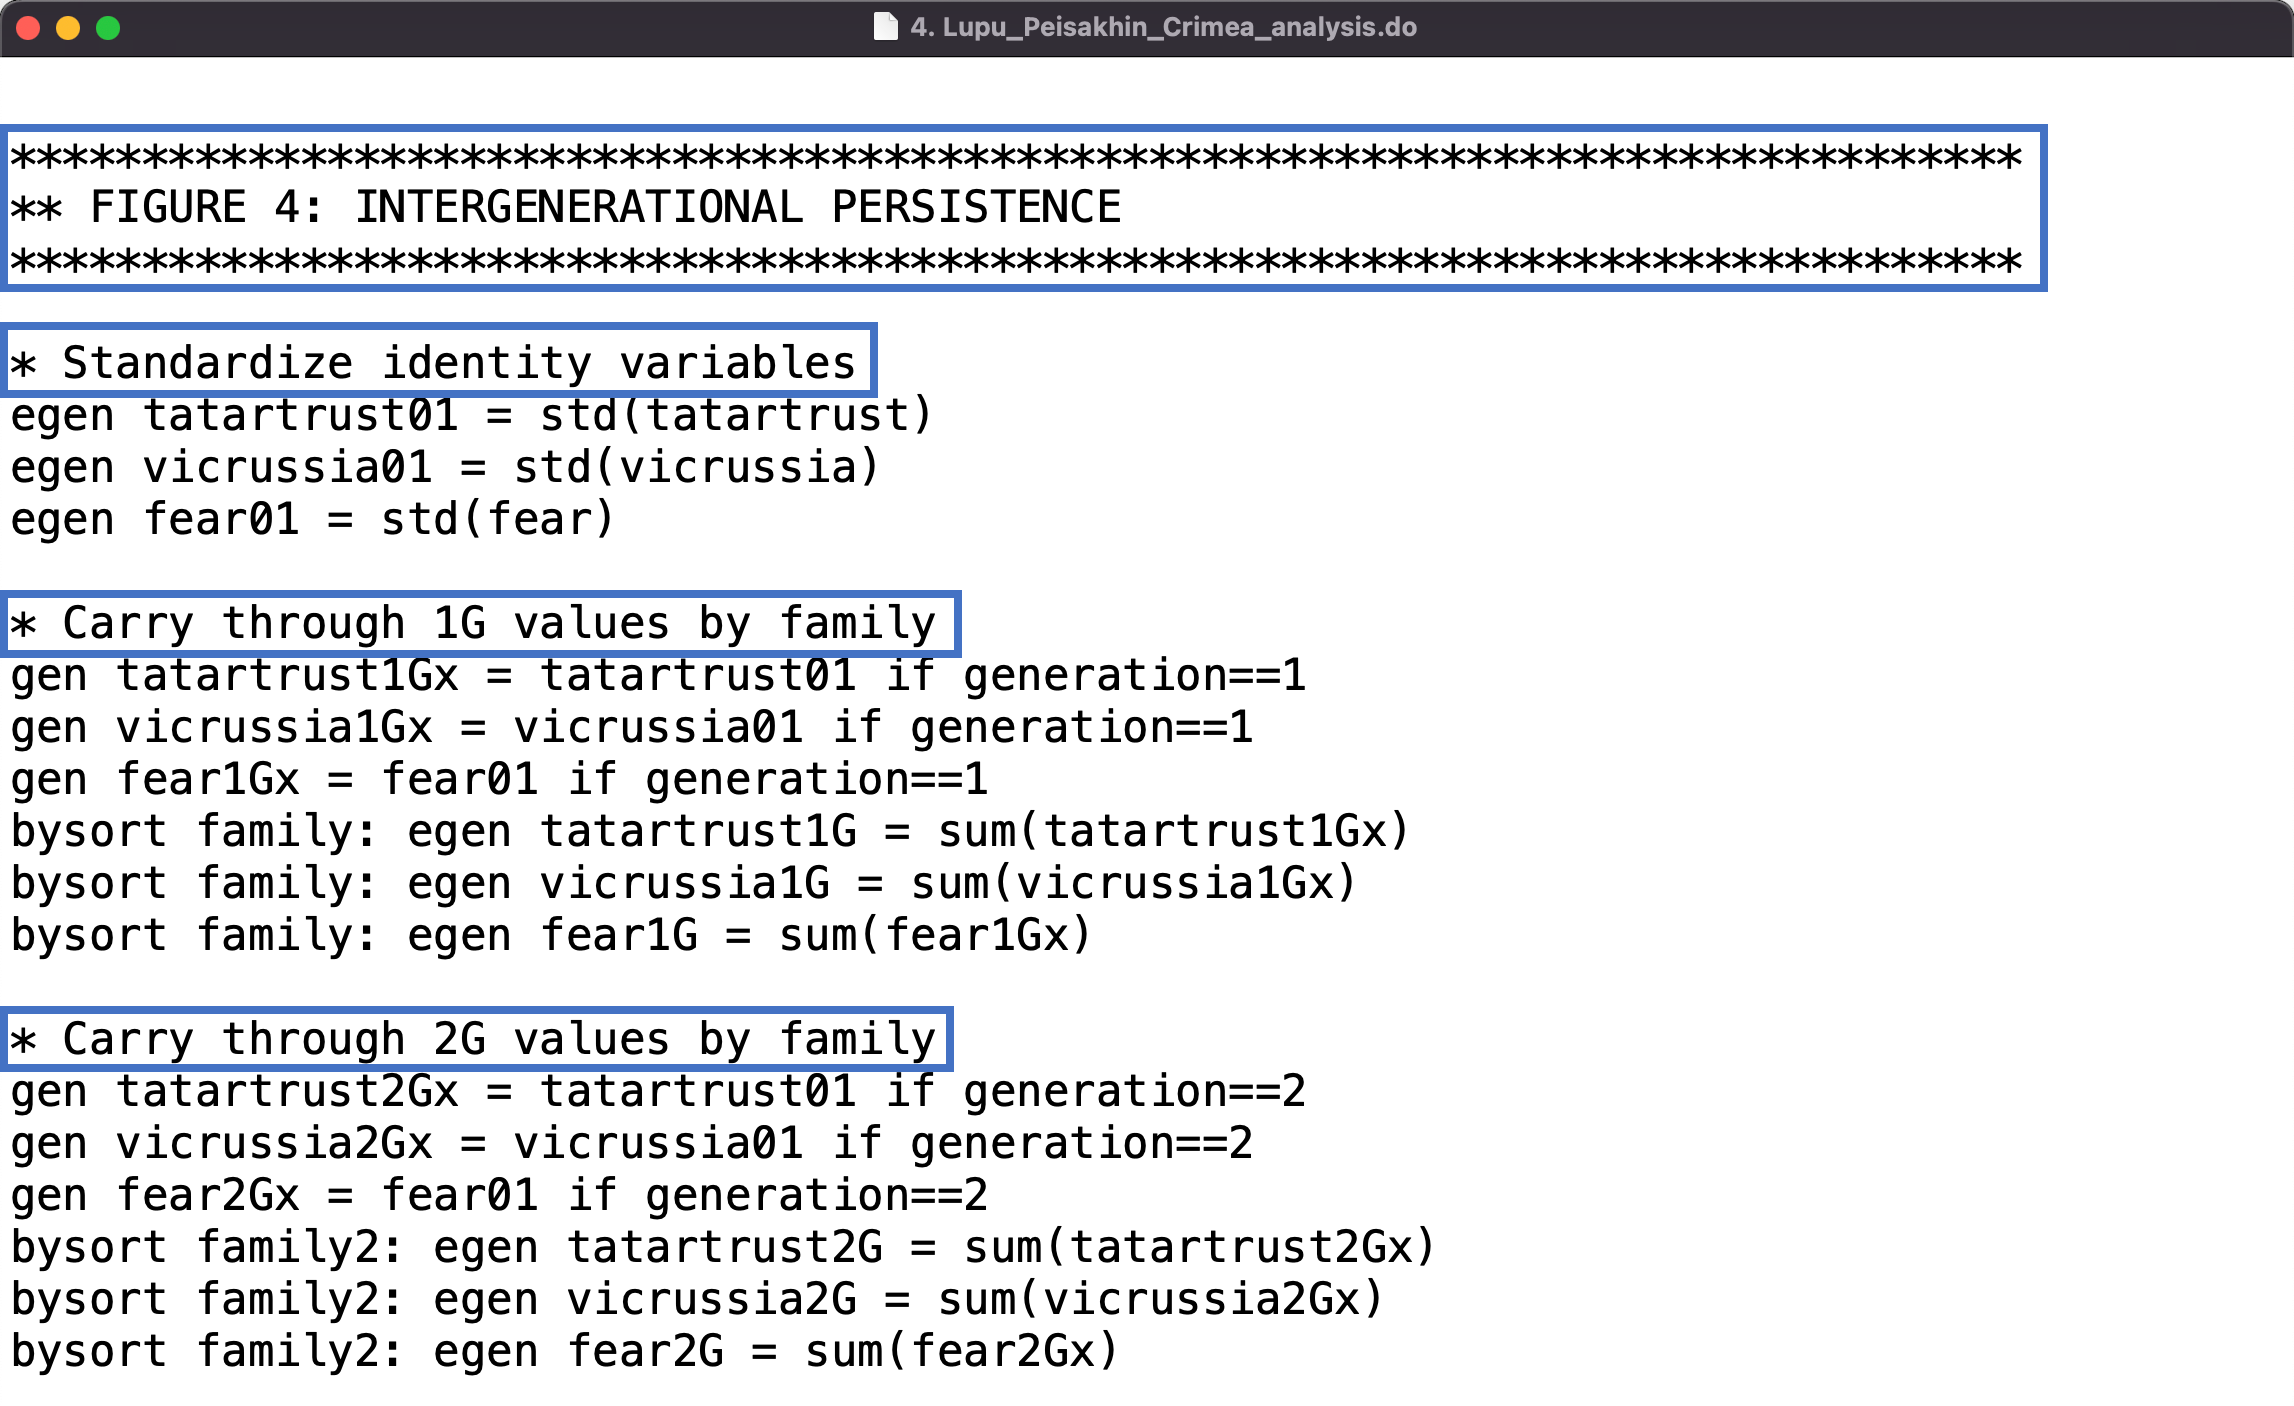 4. Lupu_Peisakhin_Crimea_analysis.do
****************************************************************************
** FIGURE 4: INTERGENERATIONAL PERSISTENCE
****************************************************************************
* Standardize identity variables
egen tatartrust01 = std(tatartrust)
egen vicrussia01 = std(vicrussia)
egen fear01 = std(fear)
* Carry through 1G values by family
gen tatartrust1Gx = tatartrust01 if generation==1
gen vicrussia1Gx = vicrussia01 if generation==1
gen fear1Gx = fear01 if generation==1
bysort family: egen tatartrust1G = sum(tatartrust1Gx)
bysort family: egen vicrussia1G = sum(vicrussia1Gx)
bysort family: egen fear1G = sum(fear1Gx)
* Carry through 2G values by family
gen tatartrust2Gx = tatartrust01 if generation==2
gen vicrussia2Gx = vicrussia01 if generation==2
gen fear2Gx = fear01 if generation==2
bysort family2: egen tatartrust2G = sum(tatartrust2Gx)
bysort family2: egen vicrussia2G = sum(vicrussia2Gx)
bysort family2: egen fear2G = sum(fear2Gx)